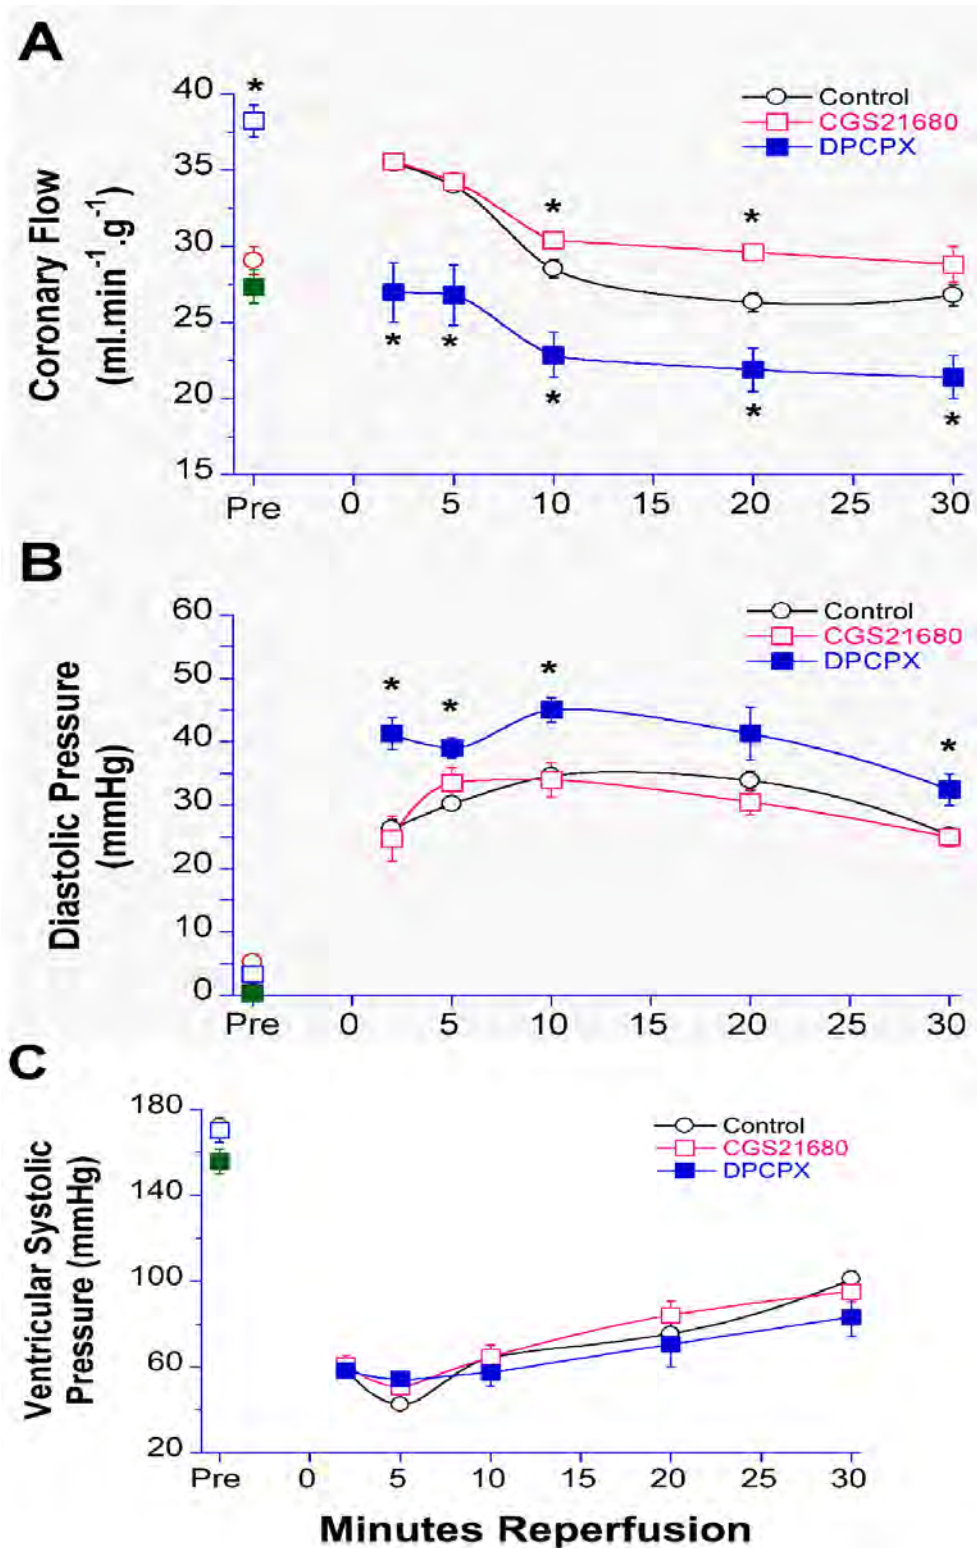 A
*
40
35
30
25
20
15
Coronary Flow
(ml.min⁻¹.g⁻¹)
Control
CGS21680
DPCPX
* *
* * * * *
Pre 0 5 10 15 20 25 30
B
60
50
40
30
20
10
0
Diastolic Pressure
(mmHg)
Control
CGS21680
DPCPX
* * * *
Pre 0 5 10 15 20 25 30
C
180
140
100
60
20
Ventricular Systolic
Pressure (mmHg)
Control
CGS21680
DPCPX
Pre 0 5 10 15 20 25 30
Minutes Reperfusion